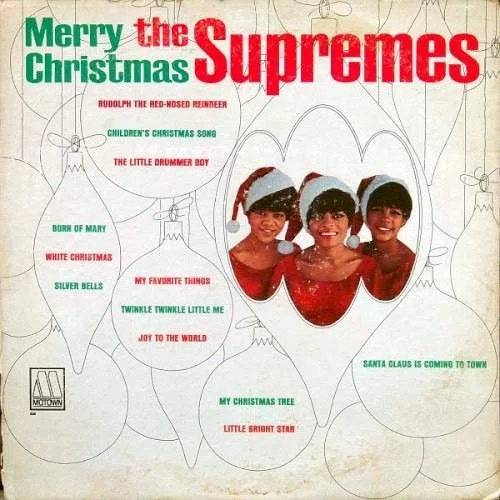 Merry the Supremes
Christmas
RUDOLPH THE RED-NOSED REINDEER
CHILDREN'S CHRISTMAS SONG
THE LITTLE DRUMMER BOY
BORN OF MARY
WHITE CHRISTMAS
SILVER BELLS
MY FAVORITE THINGS
TWINKLE TWINKLE LITTLE ME
JOY TO THE WORLD
SANTA CLAUS IS COMING TO TOWN
MY CHRISTMAS TREE
LITTLE BRIGHT STAR
M
MOTOWN